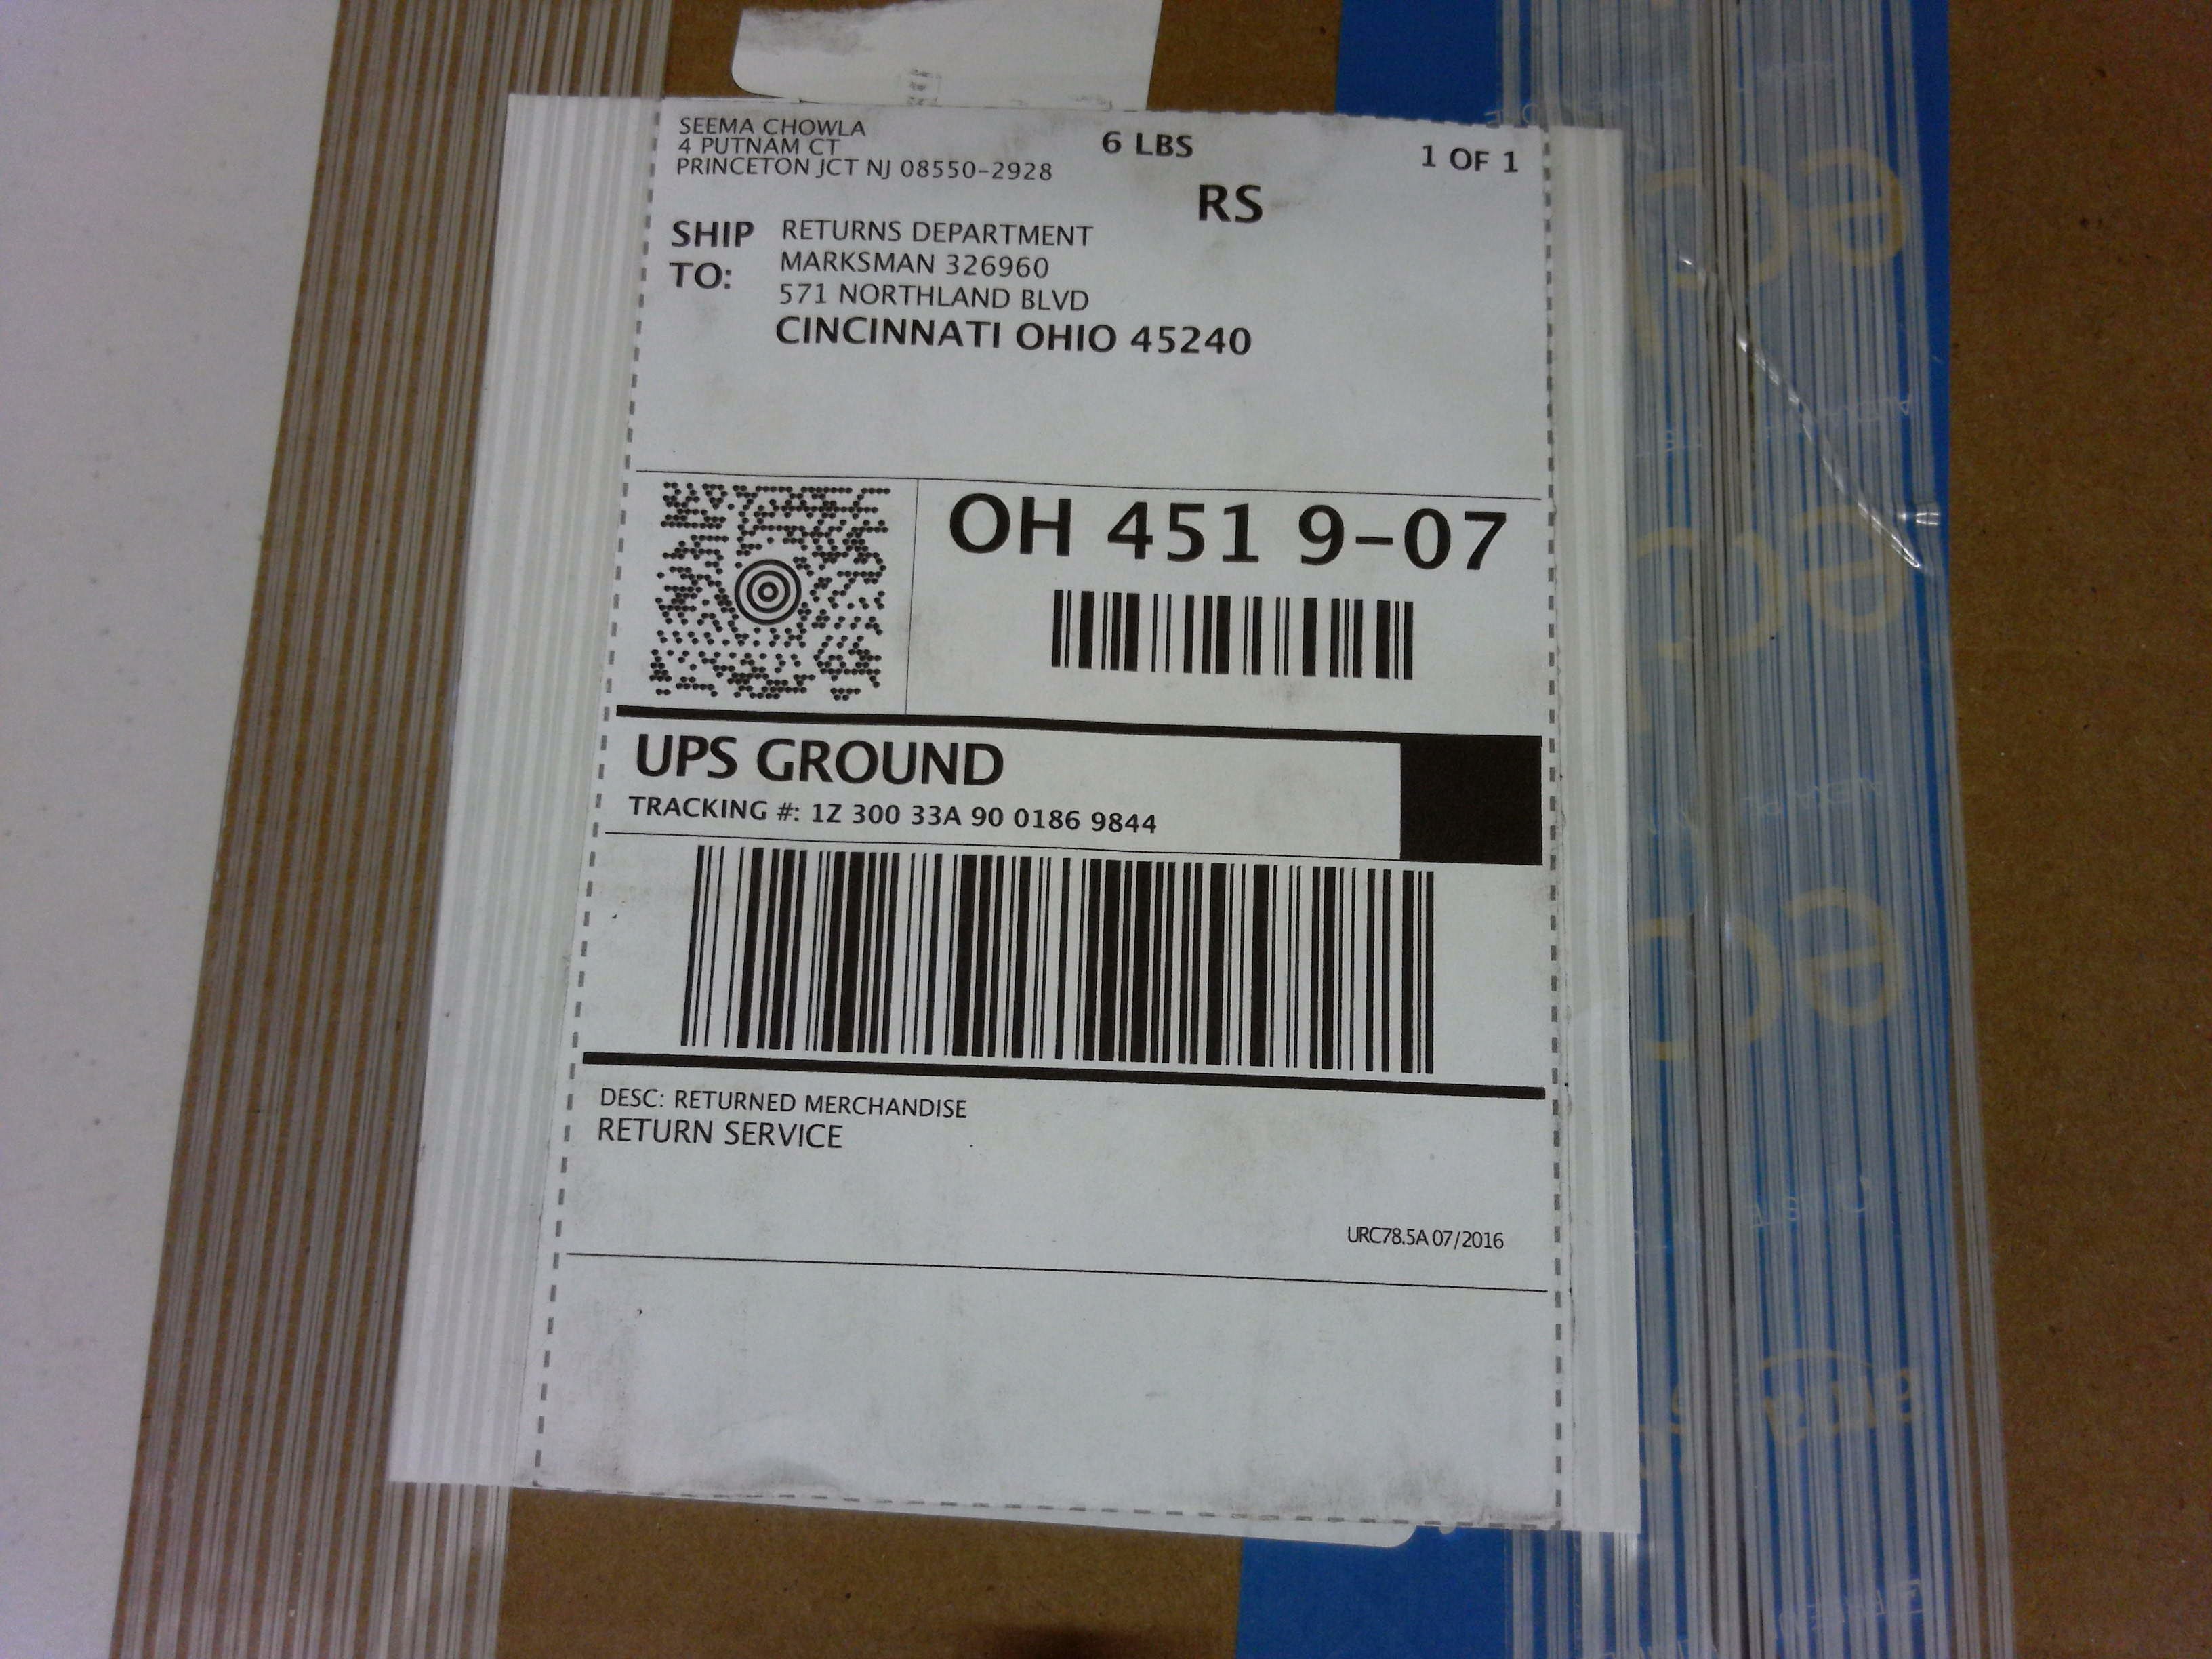 SEEMA CHOWLA
4 PUTNAM CT
PRINCETON JCT NJ 08550-2928
6 LBS
1 OF 1
RS
SHIP TO:
RETURNS DEPARTMENT
MARKSMAN 326960
571 NORTHLAND BLVD
CINCINNATI OHIO 45240
OH 451 9-07
UPS GROUND
TRACKING #: 1Z 300 33A 90 0186 9844
DESC: RETURNED MERCHANDISE
RETURN SERVICE
URC78.5A 07/2016